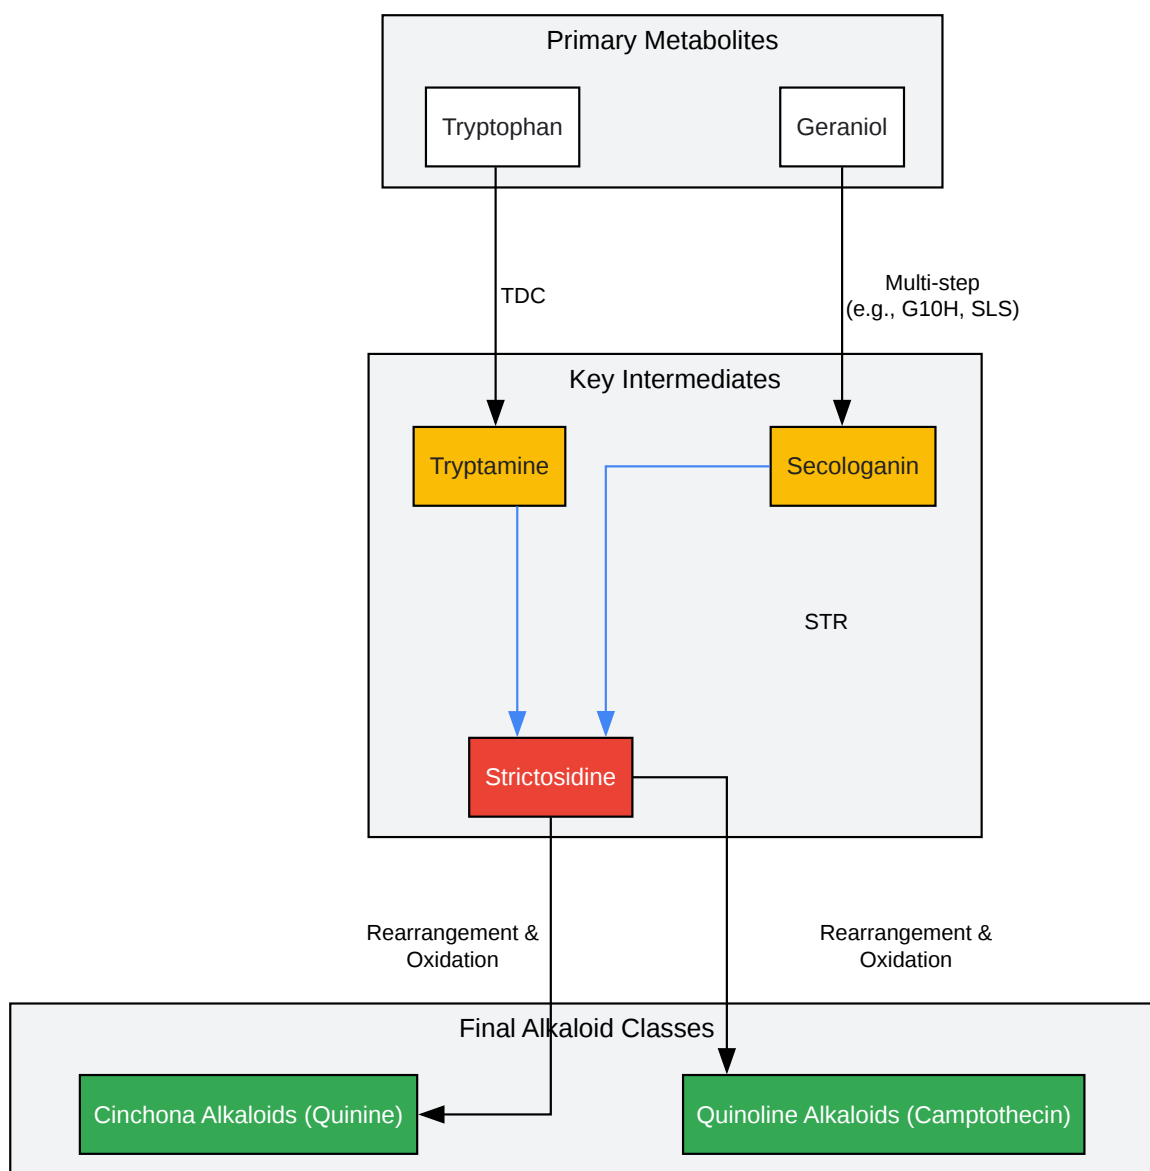 Primary Metabolites
Tryptophan
Geraniol
TDC
Multi-step
(e.g., G10H, SLS)
Key Intermediates
Tryptamine
Secologanin
STR
Strictosidine
Rearrangement &
Oxidation
Rearrangement &
Oxidation
Final Alkaloid Classes
Cinchona Alkaloids (Quinine)
Quinoline Alkaloids (Camptothecin)